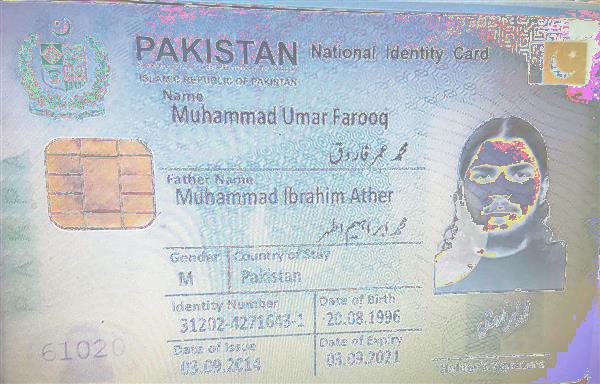 PAKISTAN National Identity Card
ISLAMIC REPUBLIC OF PAKISTAN
Name
Muhammad Umar Farooq
محمد عمر فاروق
Father Name
Muhammad Ibrahim Ather
محمد ابراہیم اطہر
Gender Country of Stay
M Pakistan
Identity Number Date of Birth
31202-4271643-1 20.08.1996
Date of Issue Date of Expiry
03.09.2014 03.09.2021
61020